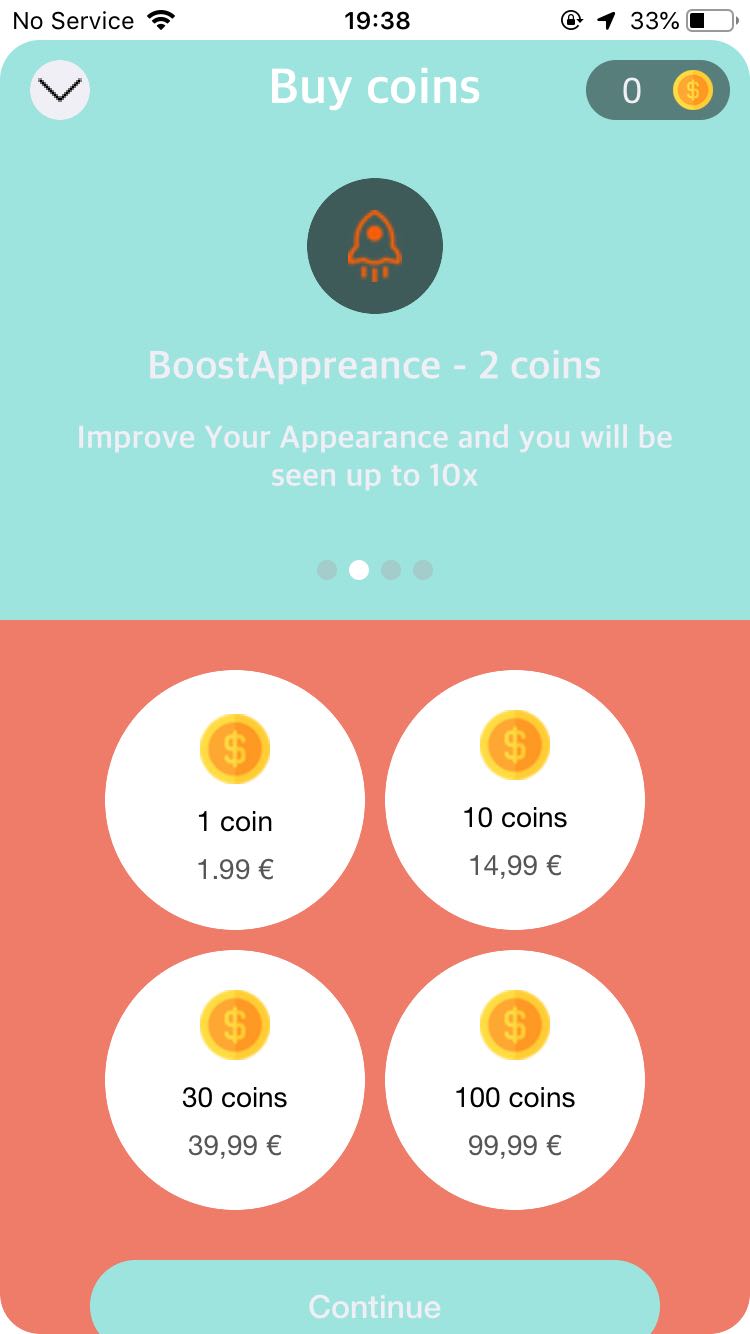 No Service 19:38 33%
Buy coins 0
BoostAppreance - 2 coins
Improve Your Appearance and you will be
seen up to 10x
1 coin 10 coins
1.99 € 14,99 €
30 coins 100 coins
39,99 € 99,99 €
Continue